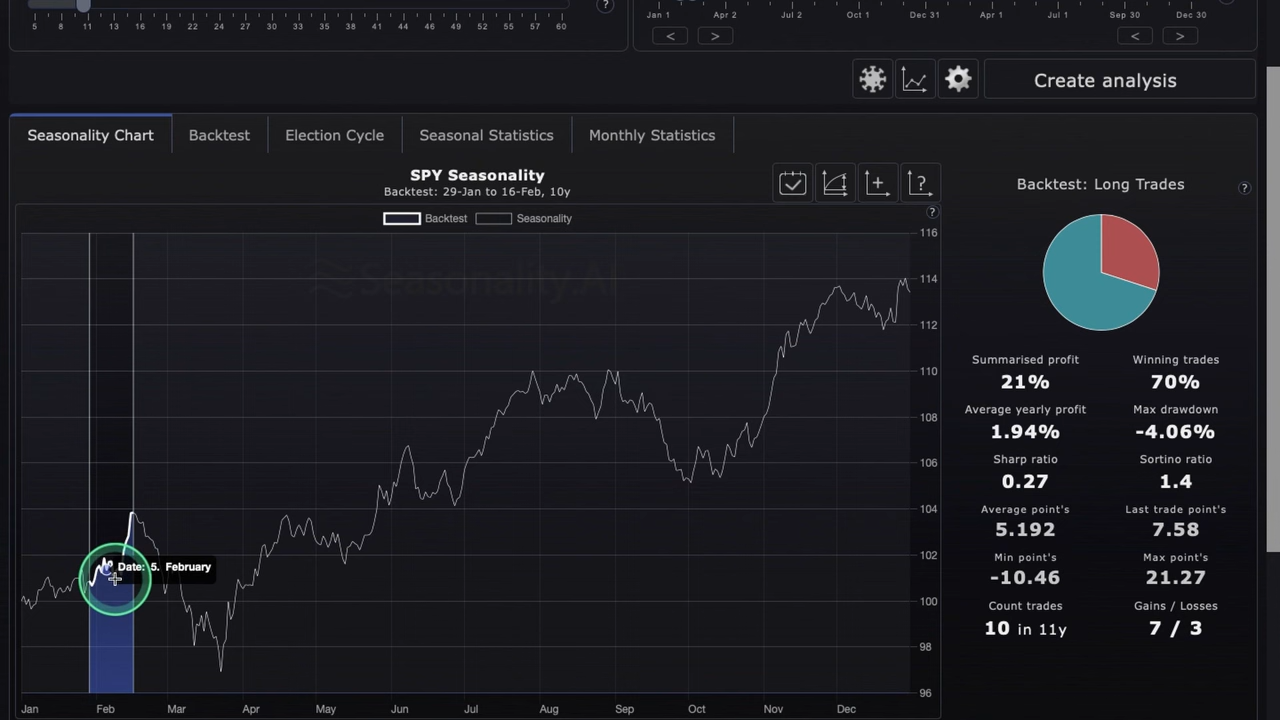 5 8 11 13 16 19 22 24 27 30 33 35 38 41 44 46 49 52 55 57 60
?
Jan 1 Apr 2 Jul 2 Oct 1 Dec 31 Apr 1 Jul 1 Sep 30 Dec 30
< > < >
Create analysis
Seasonality Chart Backtest Election Cycle Seasonal Statistics Monthly Statistics
SPY Seasonality
Backtest: 29-Jan to 16-Feb, 10y
Backtest Seasonality
?
?
Seasonality.AI
116
114
112
110
108
106
104
102
100
98
96
Date: 5. February
Jan Feb Mar Apr May Jun Jul Aug Sep Oct Nov Dec
Backtest: Long Trades
?
Summarised profit Winning trades
21% 70%
Average yearly profit Max drawdown
1.94% -4.06%
Sharp ratio Sortino ratio
0.27 1.4
Average point's Last trade point's
5.192 7.58
Min point's Max point's
-10.46 21.27
Count trades Gains / Losses
10 in 11y 7 / 3